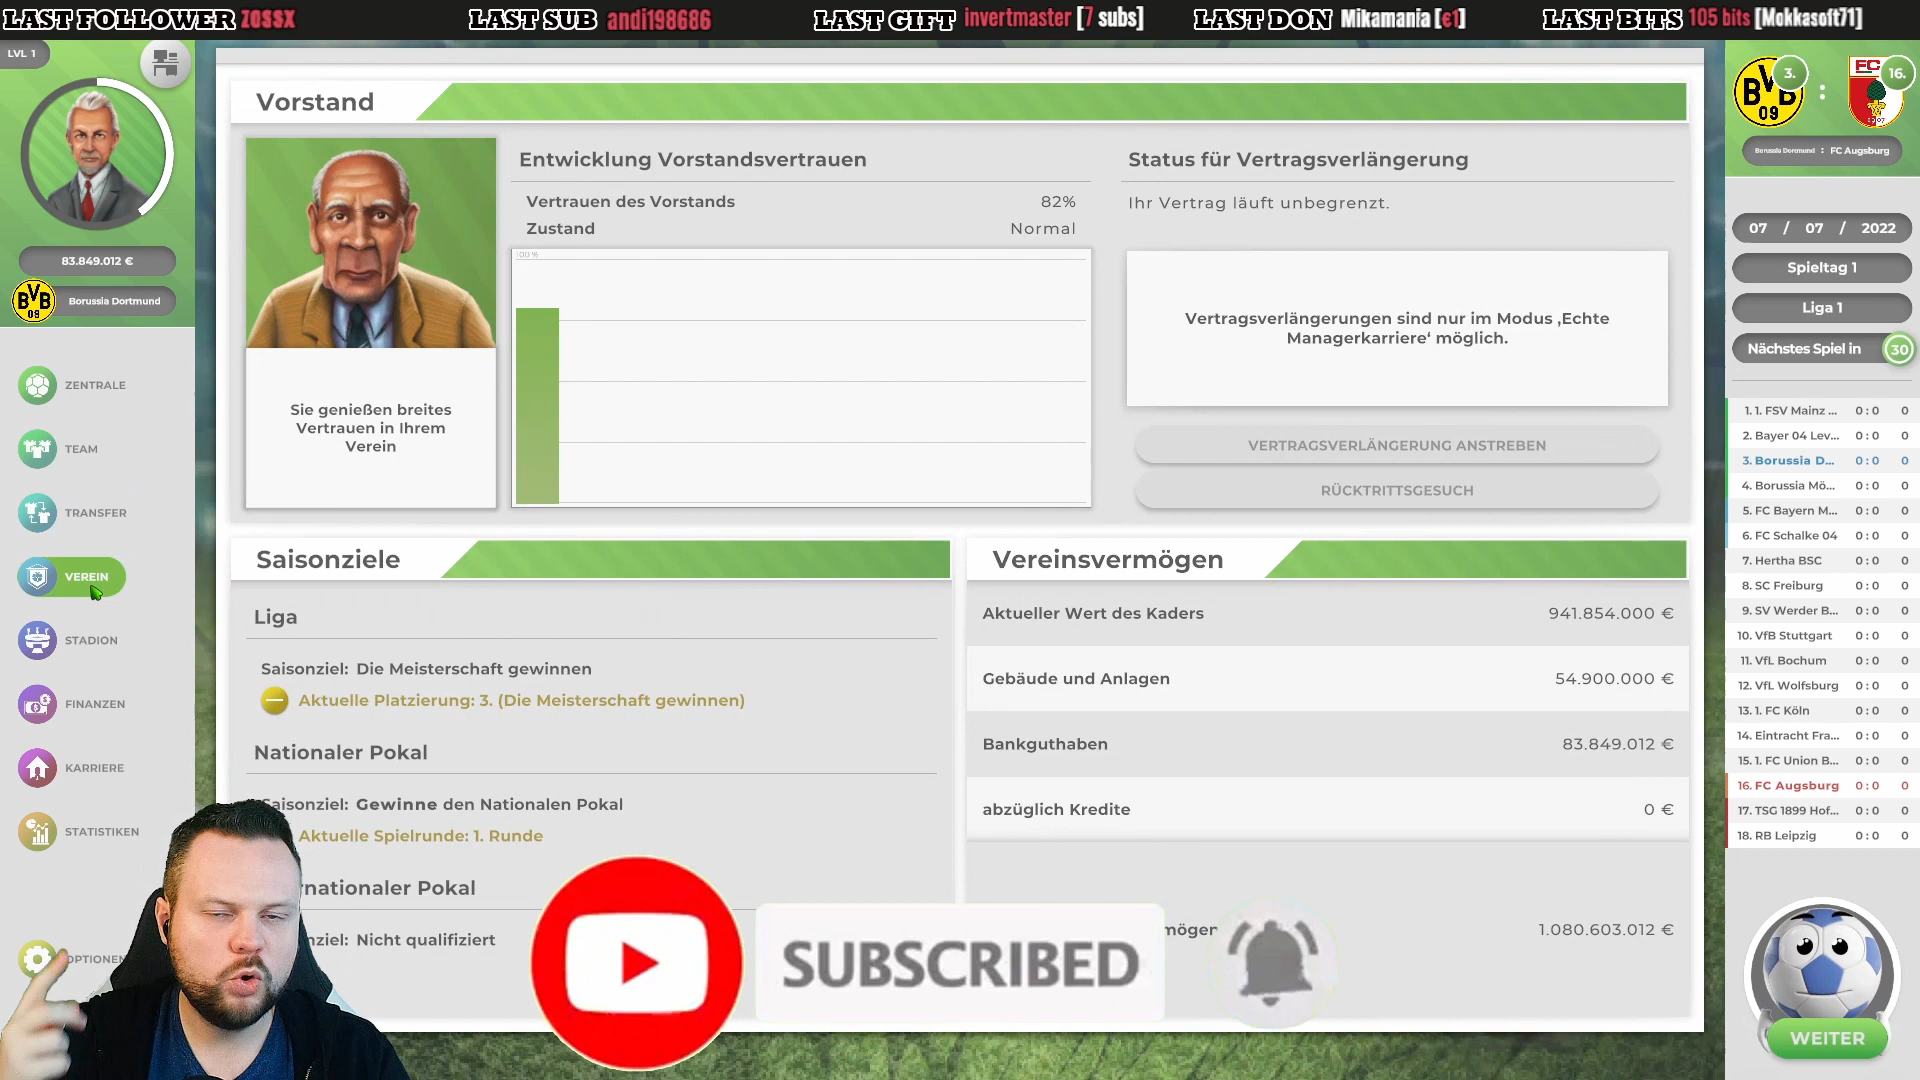 LAST FOLLOWER ZOSSX
LAST SUB andi198686
LAST GIFT invertmaster [7 subs]
LAST DON Mikamania [€1]
LAST BITS 105 bits [Mokkasoft71]
LVL 1
83.849.012 €
BVB 09
Borussia Dortmund
ZENTRALE
TEAM
TRANSFER
VEREIN
STADION
FINANZEN
KARRIERE
STATISTIKEN
OPTIONEN
Vorstand
Sie genießen breites
Vertrauen in Ihrem
Verein
Entwicklung Vorstandsvertrauen
Vertrauen des Vorstands 82%
Zustand Normal
100 %
Status für Vertragsverlängerung
Ihr Vertrag läuft unbegrenzt.
Vertragsverlängerungen sind nur im Modus ‚Echte
Managerkarriere‘ möglich.
VERTRAGSVERLÄNGERUNG ANSTREBEN
RÜCKTRITTSGESUCH
Saisonziele
Liga
Saisonziel: Die Meisterschaft gewinnen
Aktuelle Platzierung: 3. (Die Meisterschaft gewinnen)
Nationaler Pokal
Saisonziel: Gewinne den Nationalen Pokal
Aktuelle Spielrunde: 1. Runde
rnationaler Pokal
nziel: Nicht qualifiziert
Vereinsvermögen
Aktueller Wert des Kaders 941.854.000 €
Gebäude und Anlagen 54.900.000 €
Bankguthaben 83.849.012 €
abzüglich Kredite 0 €
mögen 1.080.603.012 €
SUBSCRIBED
BVB 09 3. : FC 16.
Borussia Dortmund : FC Augsburg
07 / 07 / 2022
Spieltag 1
Liga 1
Nächstes Spiel in 30
1. 1. FSV Mainz ... 0 : 0 0
2. Bayer 04 Lev... 0 : 0 0
3. Borussia D... 0 : 0 0
4. Borussia Mö... 0 : 0 0
5. FC Bayern M... 0 : 0 0
6. FC Schalke 04 0 : 0 0
7. Hertha BSC 0 : 0 0
8. SC Freiburg 0 : 0 0
9. SV Werder B... 0 : 0 0
10. VfB Stuttgart 0 : 0 0
11. VfL Bochum 0 : 0 0
12. VfL Wolfsburg 0 : 0 0
13. 1. FC Köln 0 : 0 0
14. Eintracht Fra... 0 : 0 0
15. 1. FC Union B... 0 : 0 0
16. FC Augsburg 0 : 0 0
17. TSG 1899 Hof... 0 : 0 0
18. RB Leipzig 0 : 0 0
WEITER